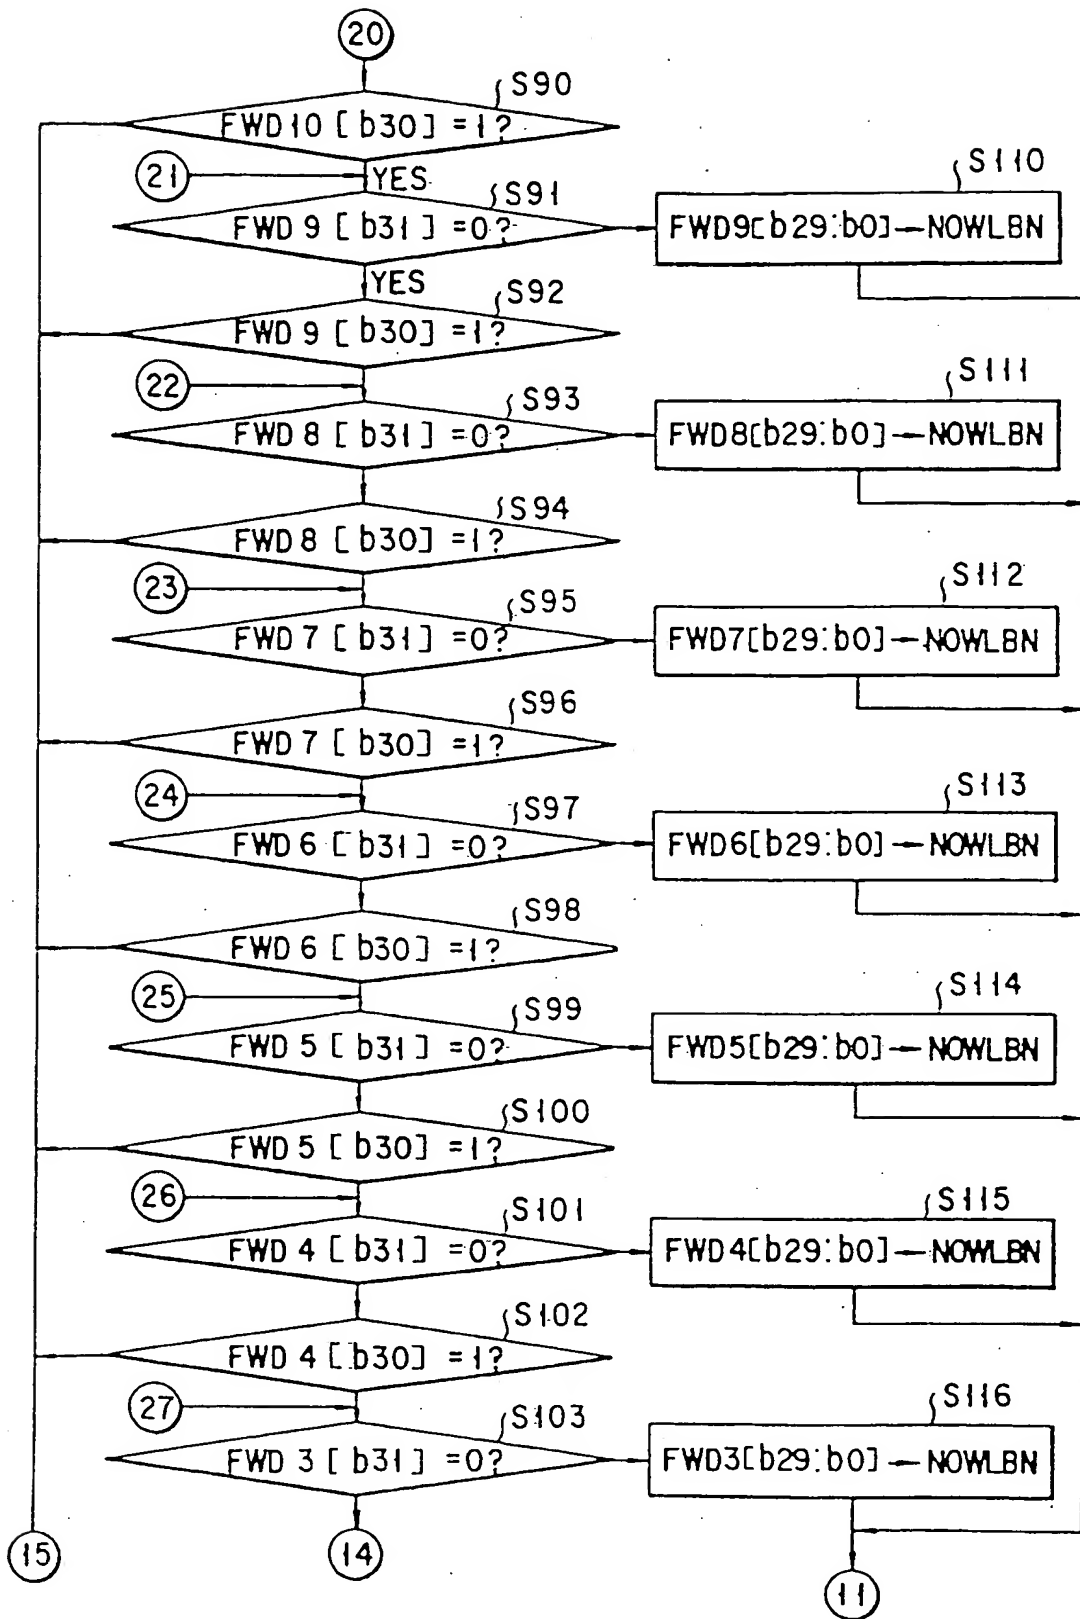 20
S90
FWD10 [b30] =1?
21
YES
S91
FWD 9 [b31] =0?
S110
FWD9[b29:b0]←NOWLBN
YES
S92
FWD 9 [b30] =1?
22
S93
FWD 8 [b31] =0?
S111
FWD8[b29:b0]←NOWLBN
S94
FWD 8 [b30] =1?
23
S95
FWD 7 [b31] =0?
S112
FWD7[b29:b0]←NOWLBN
S96
FWD 7 [b30] =1?
24
S97
FWD 6 [b31] =0?
S113
FWD6[b29:b0]←NOWLBN
S98
FWD 6 [b30] =1?
25
S99
FWD 5 [b31] =0?
S114
FWD5[b29:b0]←NOWLBN
S100
FWD 5 [b30] =1?
26
S101
FWD 4 [b31] =0?
S115
FWD4[b29:b0]←NOWLBN
S102
FWD 4 [b30] =1?
27
S103
FWD 3 [b31] =0?
S116
FWD3[b29:b0]←NOWLBN
15
14
11